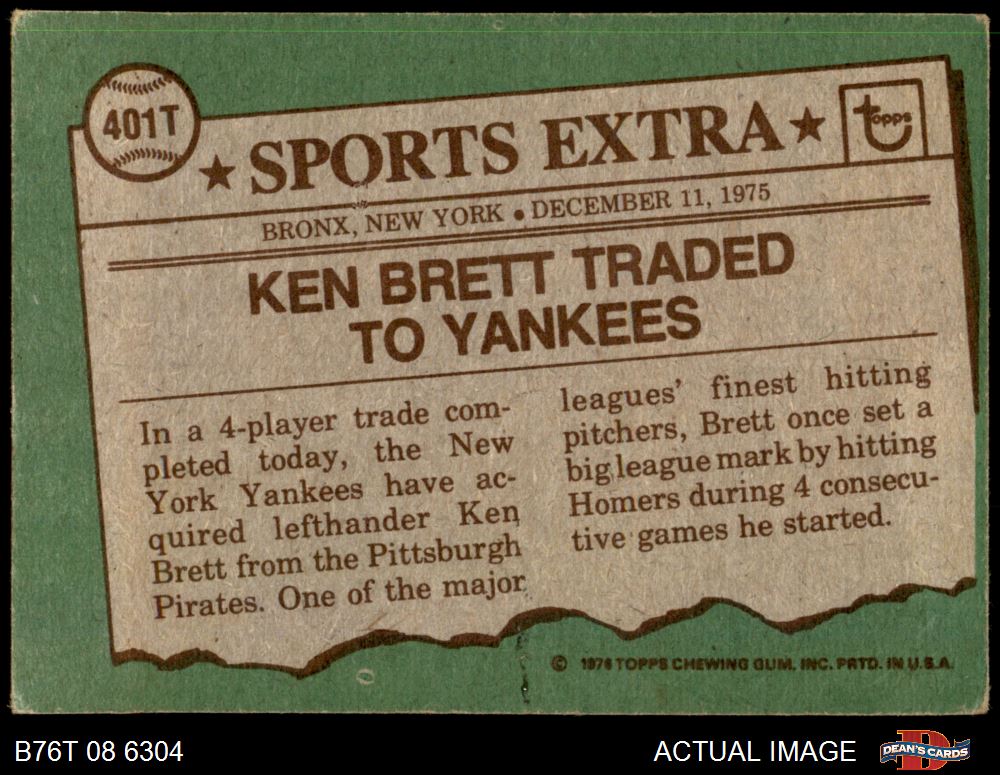 401T
★ SPORTS EXTRA ★
topps
BRONX, NEW YORK • DECEMBER 11, 1975
KEN BRETT TRADED
TO YANKEES
In a 4-player trade com-
pleted today, the New
York Yankees have ac-
quired lefthander Ken
Brett from the Pittsburgh
Pirates. One of the major
leagues' finest hitting
pitchers, Brett once set a
big league mark by hitting
Homers during 4 consecu-
tive games he started.
© 1976 TOPPS CHEWING GUM, INC. PRTD. IN U.S.A.
B76T 08 6304
ACTUAL IMAGE
DEAN'S CARDS